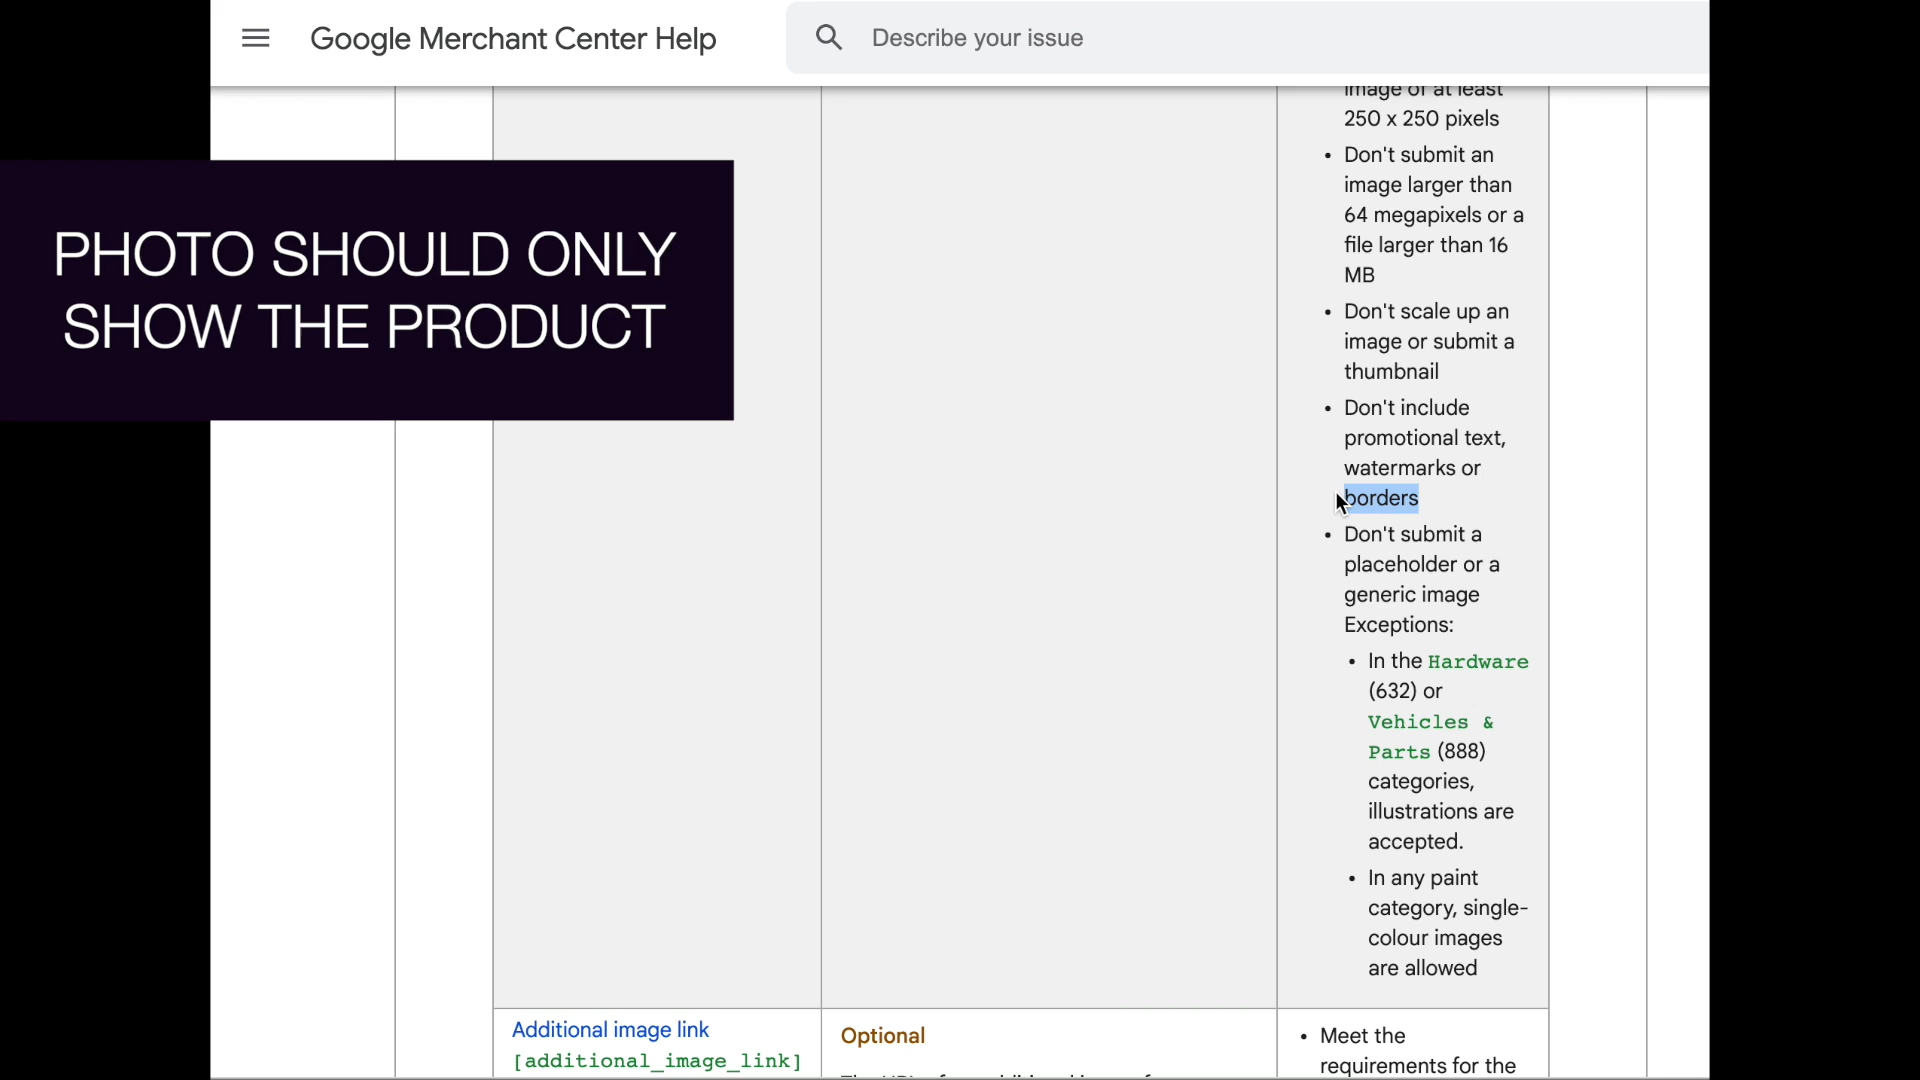 Google Merchant Center Help
Describe your issue
PHOTO SHOULD ONLY
SHOW THE PRODUCT
image of at least
250 x 250 pixels
• Don't submit an
image larger than
64 megapixels or a
file larger than 16
MB
• Don't scale up an
image or submit a
thumbnail
• Don't include
promotional text,
watermarks or
borders
• Don't submit a
placeholder or a
generic image
Exceptions:
• In the Hardware
(632) or
Vehicles &
Parts (888)
categories,
illustrations are
accepted.
• In any paint
category, single-
colour images
are allowed
Additional image link
[additional_image_link]
Optional
• Meet the
requirements for the